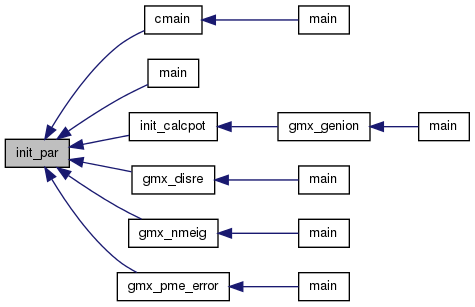 cmain main
main
init_calcpot gmx_genion main
init_par
gmx_disre main
gmx_nmeig main
gmx_pme_error main